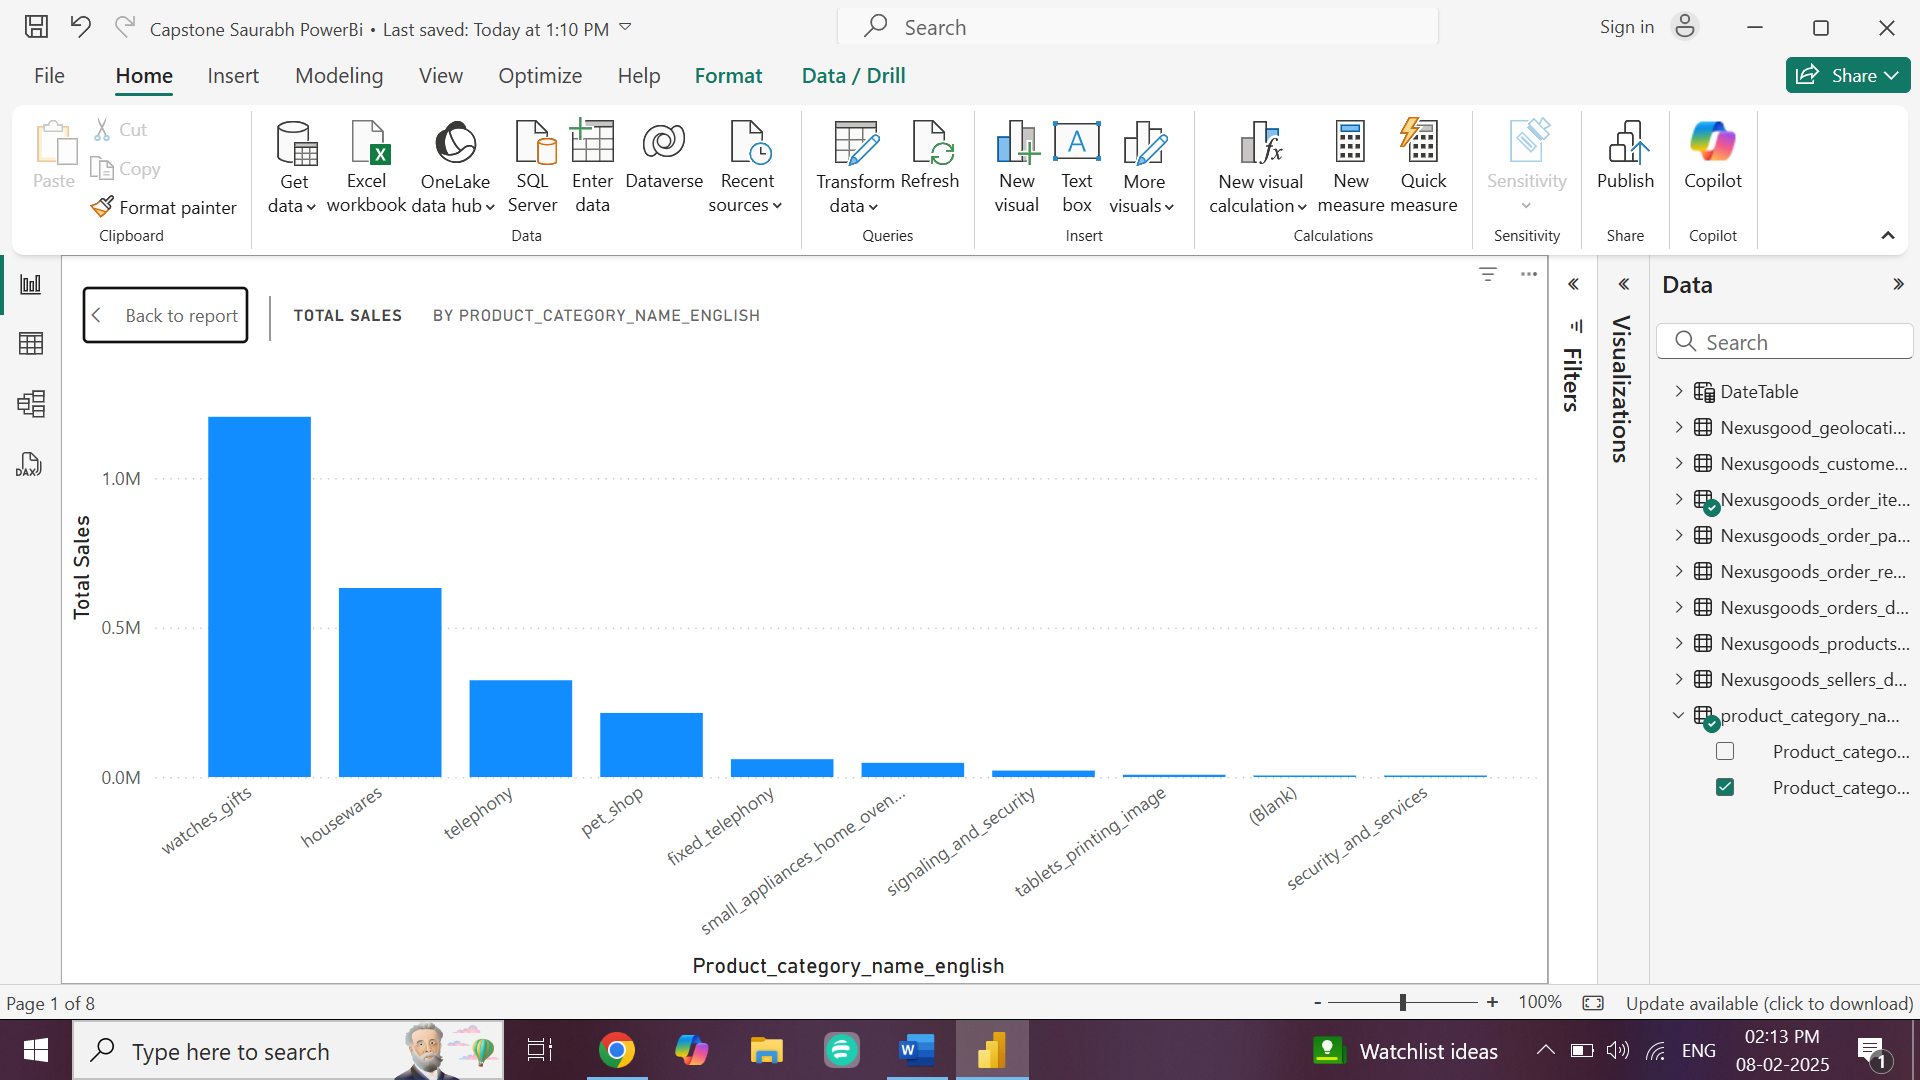 Capstone Saurabh PowerBi • Last saved: Today at 1:10 PM
Search
Sign in
File
Home
Insert
Modeling
View
Optimize
Help
Format
Data / Drill
Share
Paste
Cut
Copy
Format painter
Clipboard
Get data
Excel workbook
OneLake data hub
SQL Server
Enter data
Dataverse
Recent sources
Data
Transform data
Refresh
Queries
New visual
Text box
More visuals
Insert
New visual calculation
New measure
Quick measure
Calculations
Sensitivity
Sensitivity
Publish
Share
Copilot
Copilot
DAX
Back to report
TOTAL SALES
BY PRODUCT_CATEGORY_NAME_ENGLISH
Total Sales
1.0M
0.5M
0.0M
watches_gifts
housewares
telephony
pet_shop
fixed_telephony
small_appliances_home_oven...
signaling_and_security
tablets_printing_image
(Blank)
security_and_services
Product_category_name_english
Filters
Visualizations
Data
Search
DateTable
Nexusgood_geolocati...
Nexusgoods_custome...
Nexusgoods_order_ite...
Nexusgoods_order_pa...
Nexusgoods_order_re...
Nexusgoods_orders_d...
Nexusgoods_products...
Nexusgoods_sellers_d...
product_category_na...
Product_catego...
Product_catego...
Page 1 of 8
- + 100%
Update available (click to download)
Type here to search
Watchlist ideas
ENG
02:13 PM
08-02-2025
1